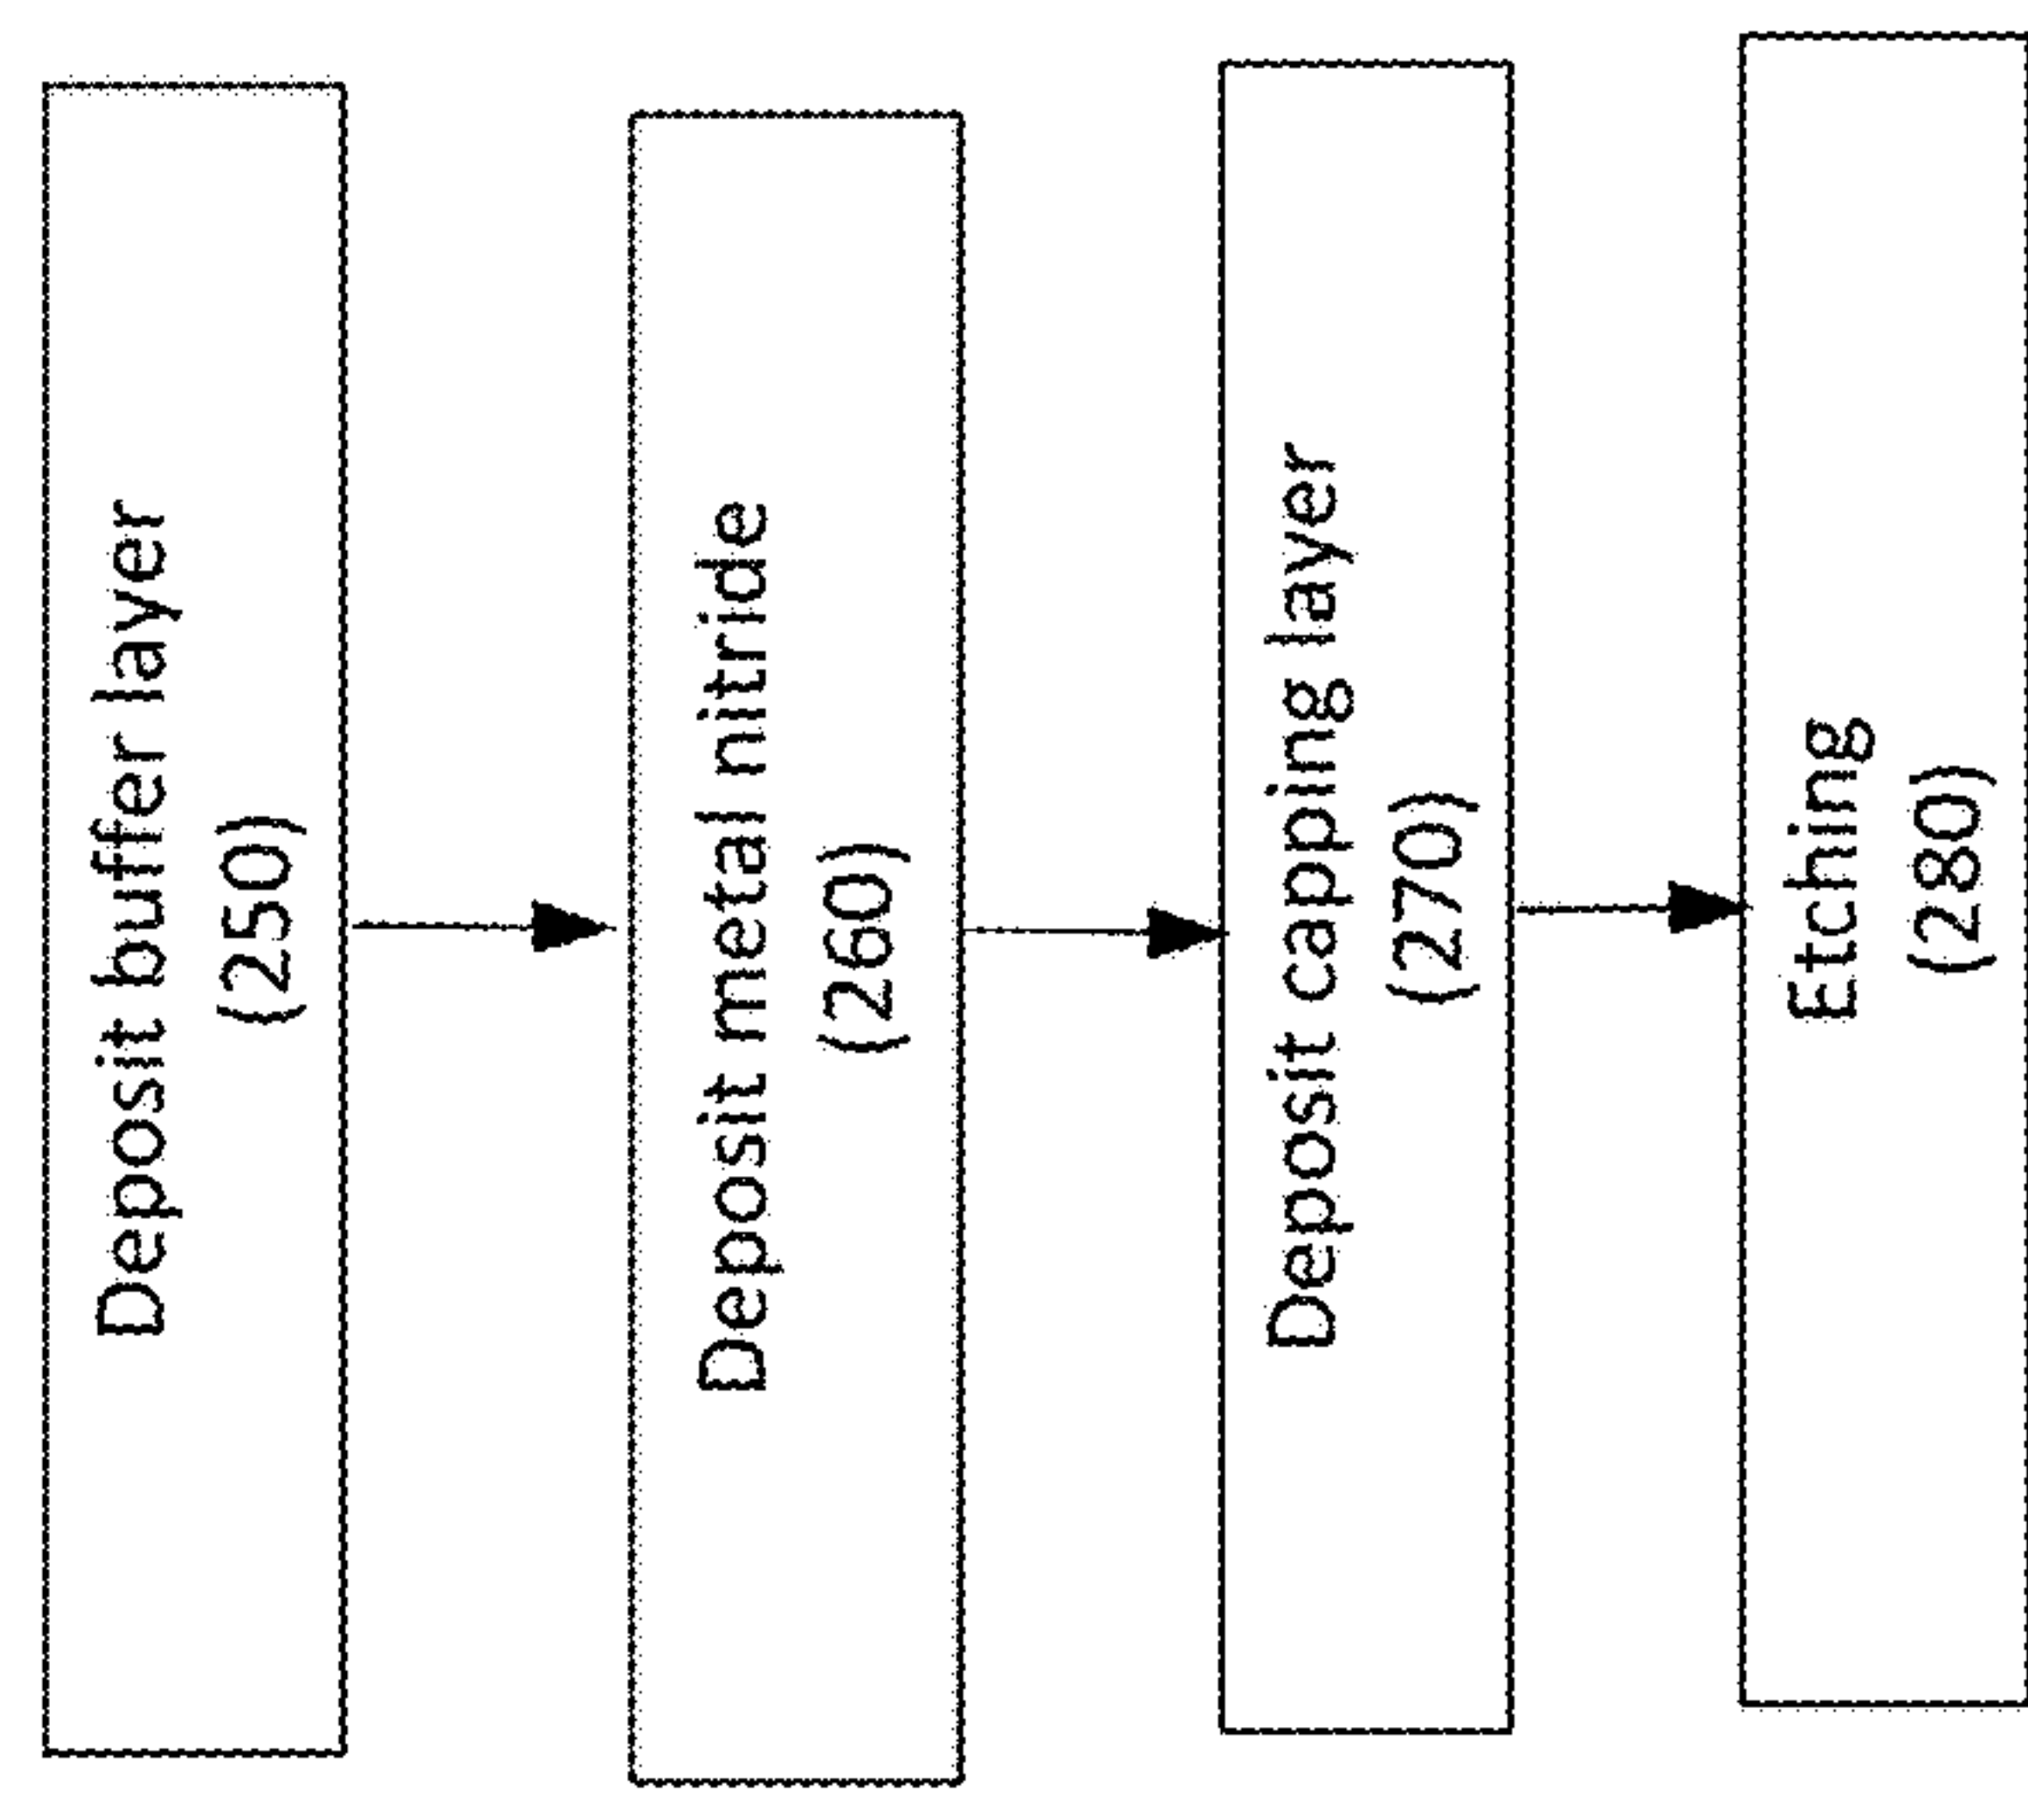 Deposit buffer layer
(250)
Deposit metal nitride
(260)
Deposit capping layer
(270)
Etching
(280)